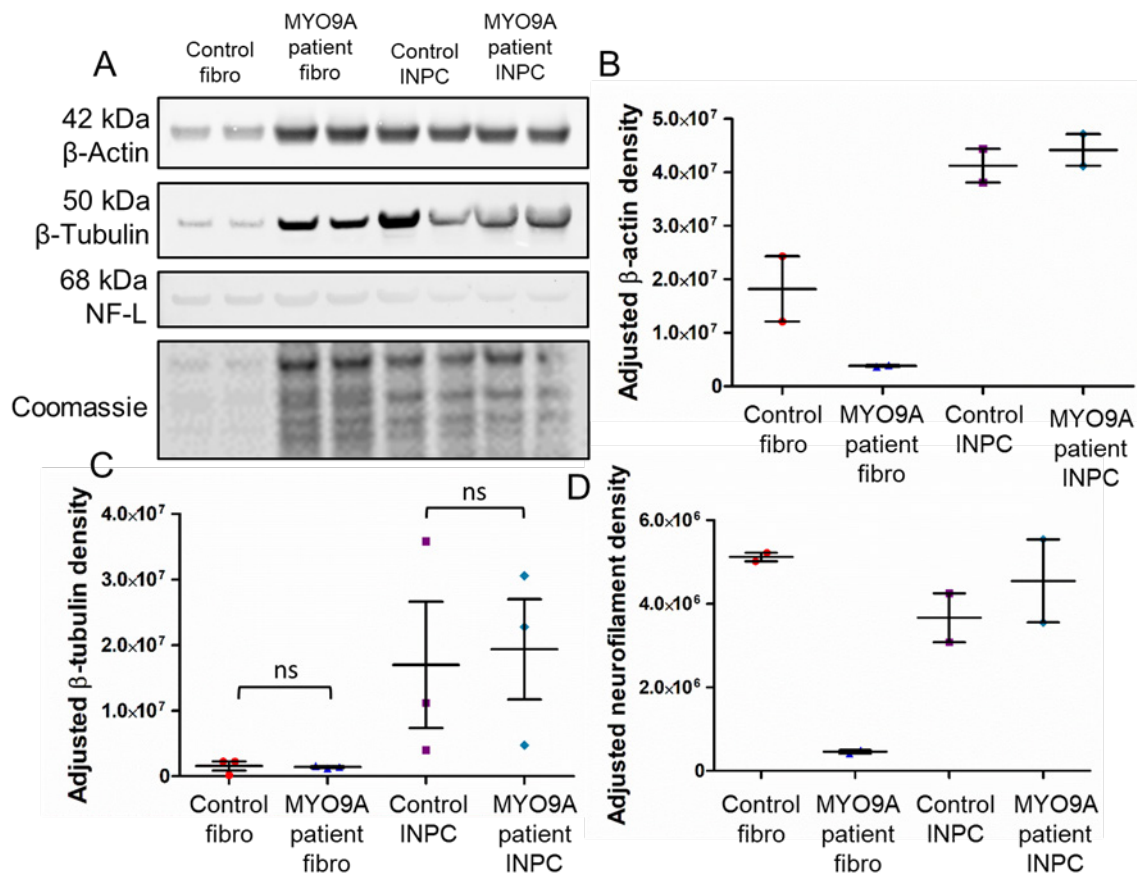 A
Control
fibro
MYO9A
patient
fibro
Control
INPC
MYO9A
patient
INPC
42 kDa
β-Actin
50 kDa
β-Tubulin
68 kDa
NF-L
Coomassie
B
Adjusted β-actin density
5.0×10⁷
4.0×10⁷
3.0×10⁷
2.0×10⁷
1.0×10⁷
0
Control
fibro
MYO9A
patient
fibro
Control
INPC
MYO9A
patient
INPC
C
Adjusted β-tubulin density
4.0×10⁷
3.0×10⁷
2.0×10⁷
1.0×10⁷
0
ns
ns
Control
fibro
MYO9A
patient
fibro
Control
INPC
MYO9A
patient
INPC
D
Adjusted neurofilament density
6.0×10⁶
4.0×10⁶
2.0×10⁶
0
Control
fibro
MYO9A
patient
fibro
Control
INPC
MYO9A
patient
INPC